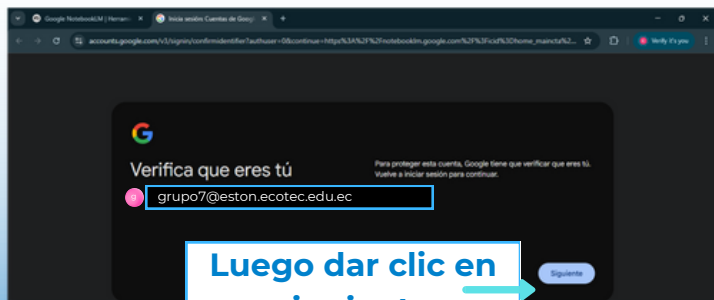 Google NotebookLM | Herram
Inicia sesión: Cuentas de Goog
accounts.google.com/v3/signin/confirmidentifier?authuser=0&continue=https%3A%2F%2Fnotebooklm.google.com%2F%3Ficid%3Dhome_maincta%2...
Verify it's you
G
Verifica que eres tú
Para proteger esta cuenta, Google tiene que verificar que eres tú.
Vuelve a iniciar sesión para continuar.
g
grupo7@eston.ecotec.edu.ec
Luego dar clic en
Siguiente